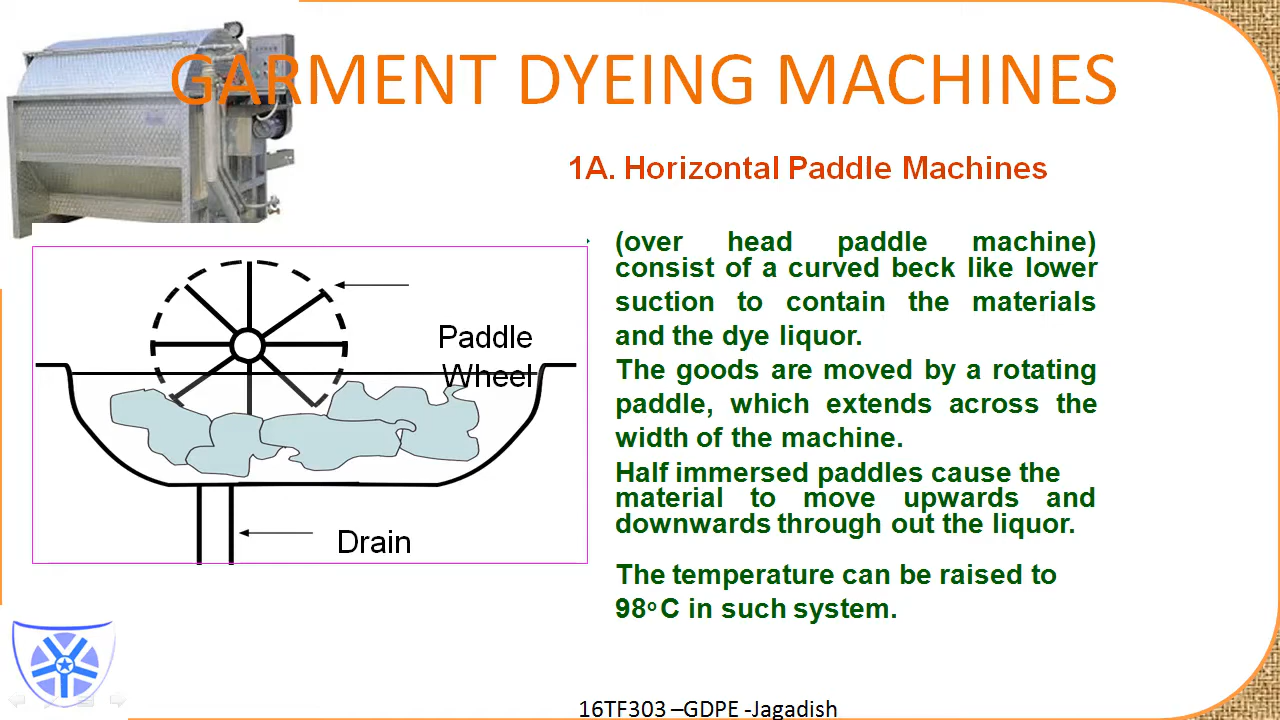 GARMENT DYEING MACHINES
1A. Horizontal Paddle Machines
(over head paddle machine)
consist of a curved beck like lower
suction to contain the materials
and the dye liquor.
The goods are moved by a rotating
paddle, which extends across the
width of the machine.
Half immersed paddles cause the
material to move upwards and
downwards through out the liquor.
The temperature can be raised to
98ºC in such system.
Paddle
Wheel
Drain
16TF303 –GDPE -Jagadish